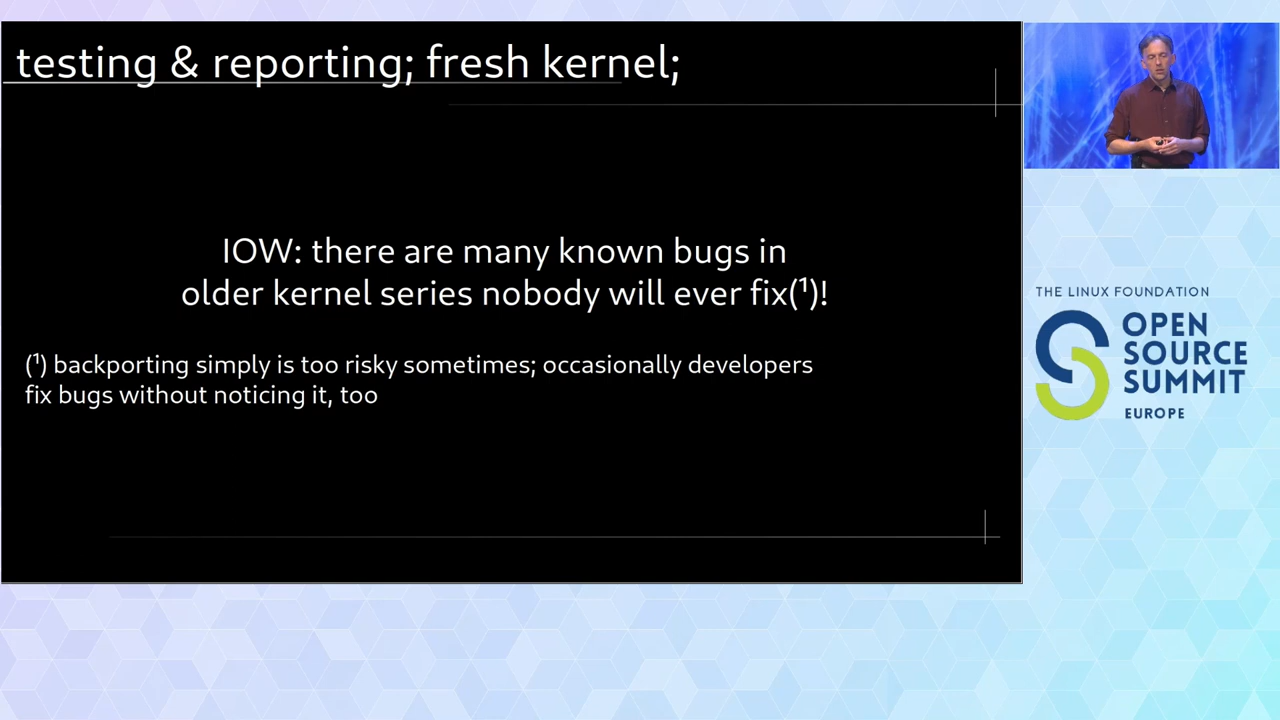 testing & reporting; fresh kernel;
IOW: there are many known bugs in
older kernel series nobody will ever fix(¹)!
(¹) backporting simply is too risky sometimes; occasionally developers
fix bugs without noticing it, too
THE LINUX FOUNDATION
OPEN
SOURCE
SUMMIT
EUROPE